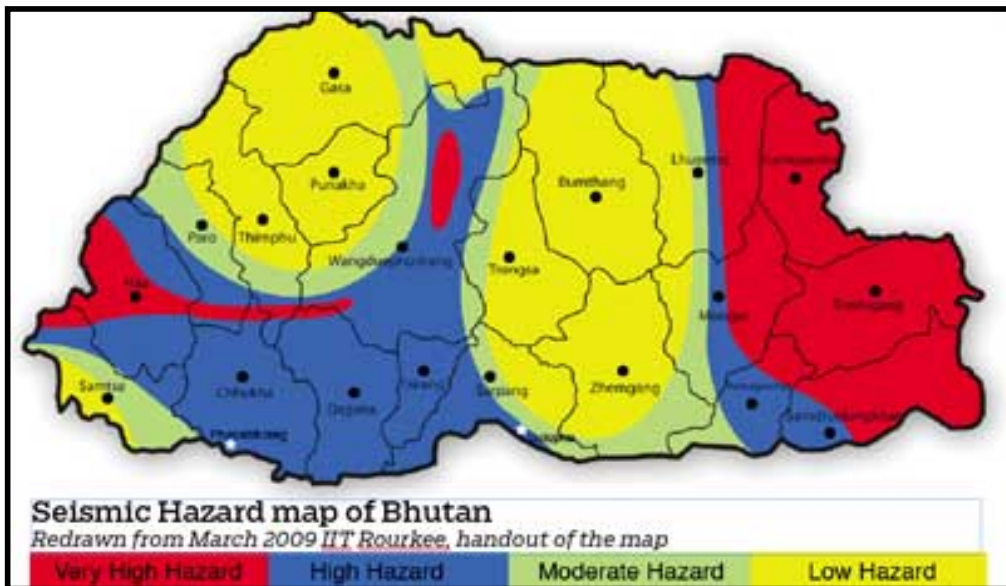 Gasa
Punakha
Paro
Thimphu
Wangduephodrang
Haa
Samtse
Chhukha
Dagana
Tsirang
Sarpang
Trongsa
Bumthang
Zhemgang
Lhuentse
Mongar
Trashigang
Seismic Hazard map of Bhutan
Redrawn from March 2009 IIT Rourkee, handout of the map
Very High Hazard
High Hazard
Moderate Hazard
Low Hazard